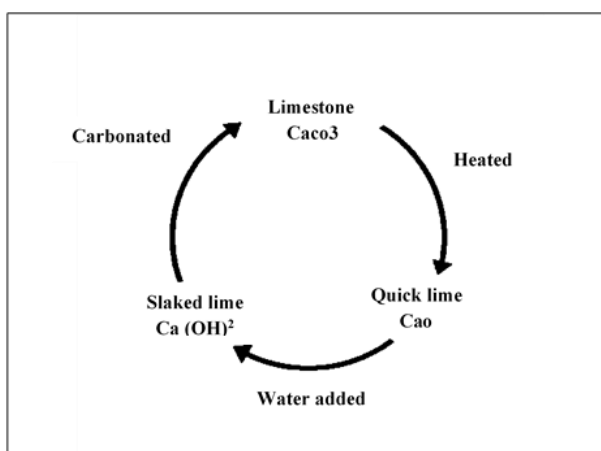 Limestone
Caco3
Carbonated
Heated
Quick lime
Cao
Slaked lime
Ca (OH)²
Water added